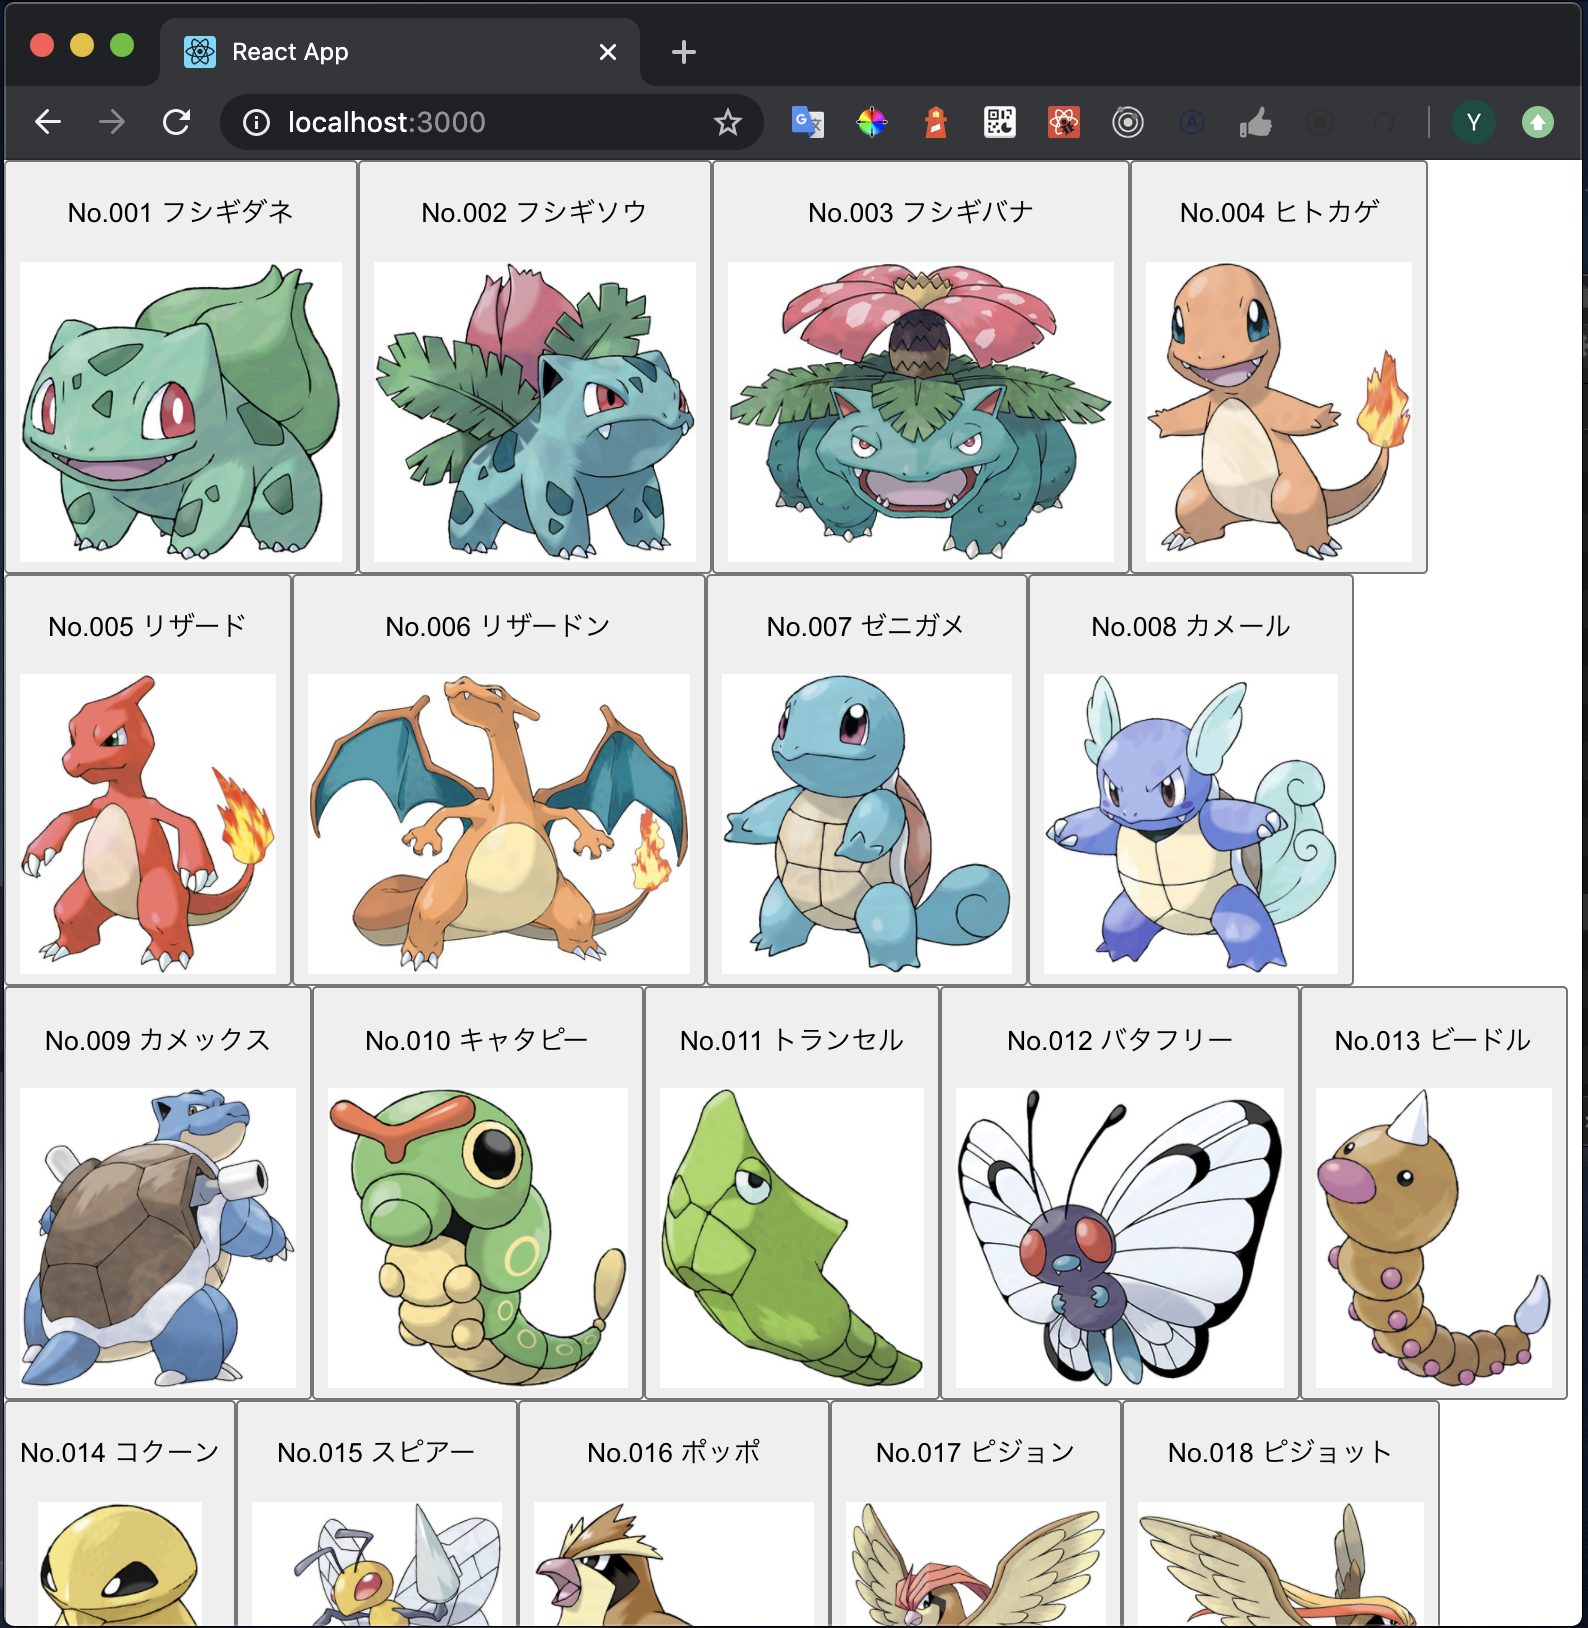 React App
localhost:3000
Y
No.001 フシギダネ
No.002 フシギソウ
No.003 フシギバナ
No.004 ヒトカゲ
No.005 リザード
No.006 リザードン
No.007 ゼニガメ
No.008 カメール
No.009 カメックス
No.010 キャタピー
No.011 トランセル
No.012 バタフリー
No.013 ビードル
No.014 コクーン
No.015 スピアー
No.016 ポッポ
No.017 ピジョン
No.018 ピジョット